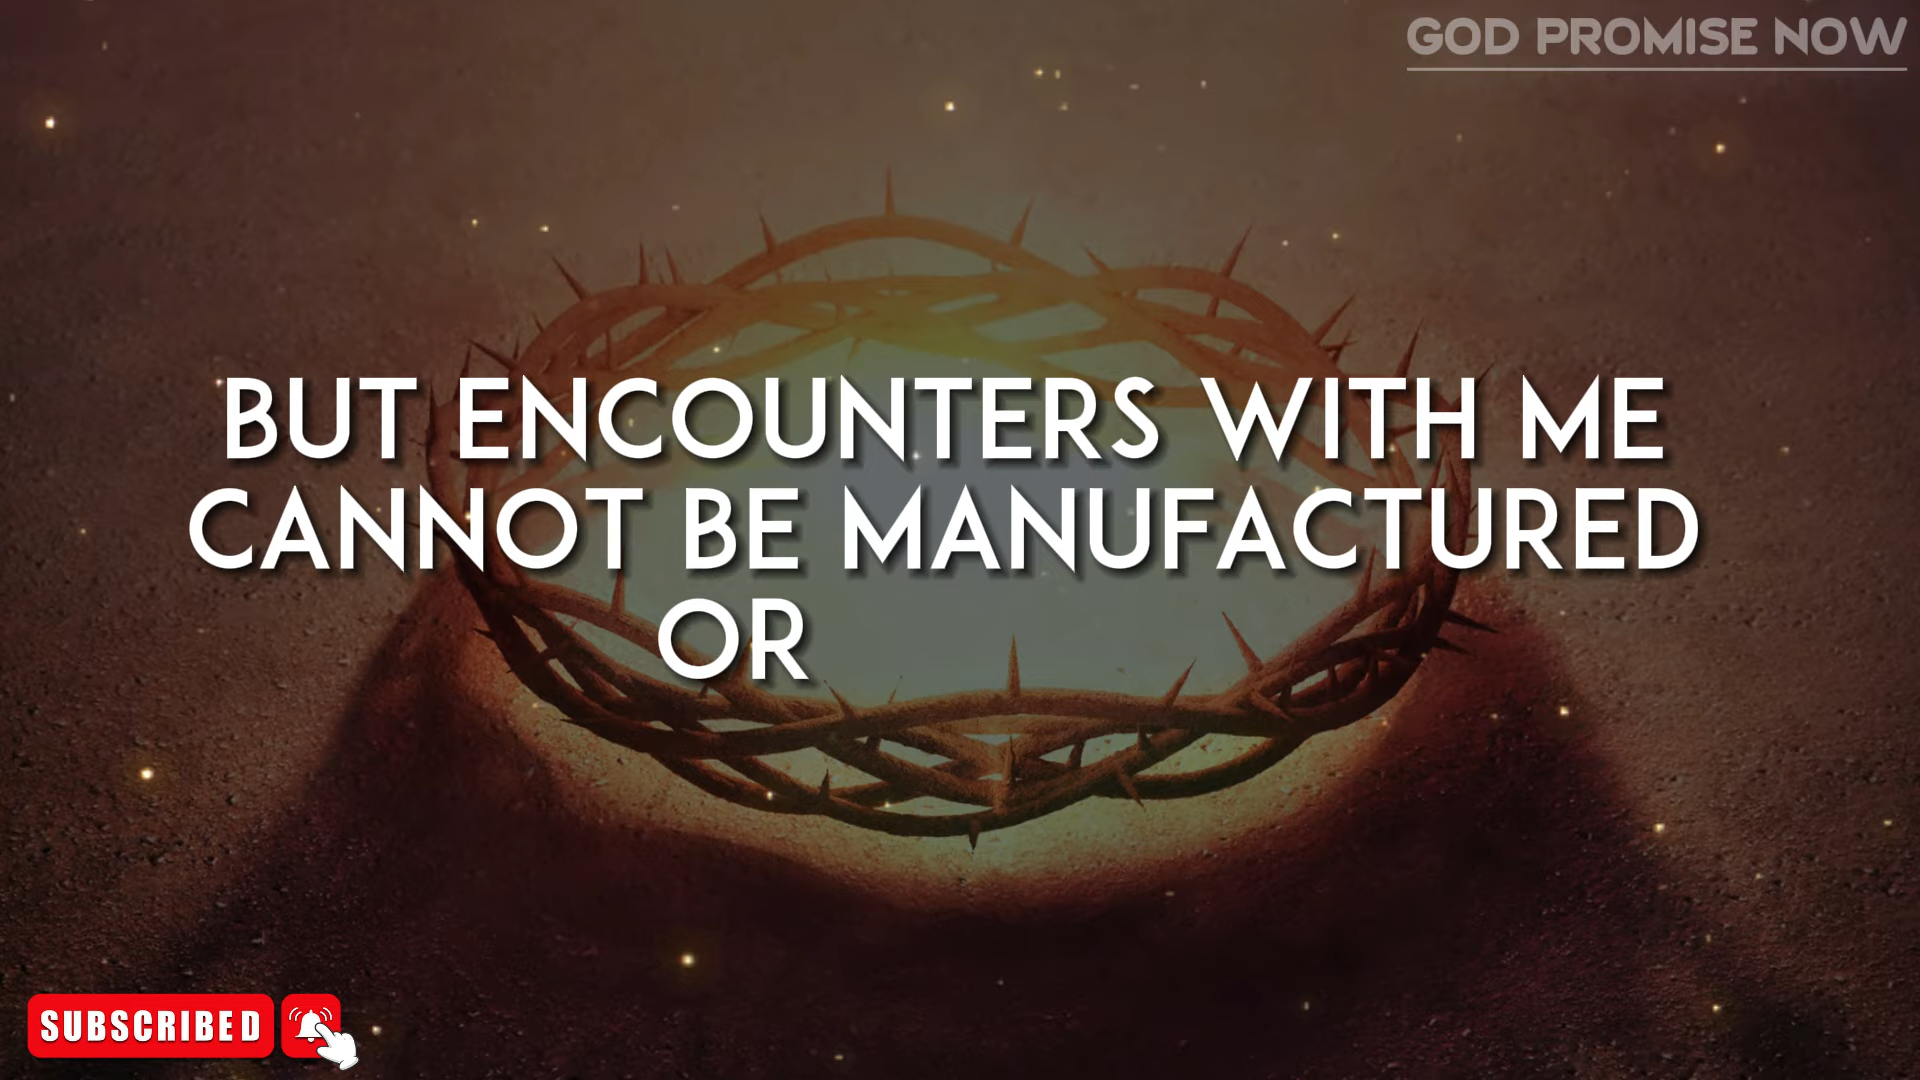 GOD PROMISE NOW
BUT ENCOUNTERS WITH ME
CANNOT BE MANUFACTURED
OR
SUBSCRIBED